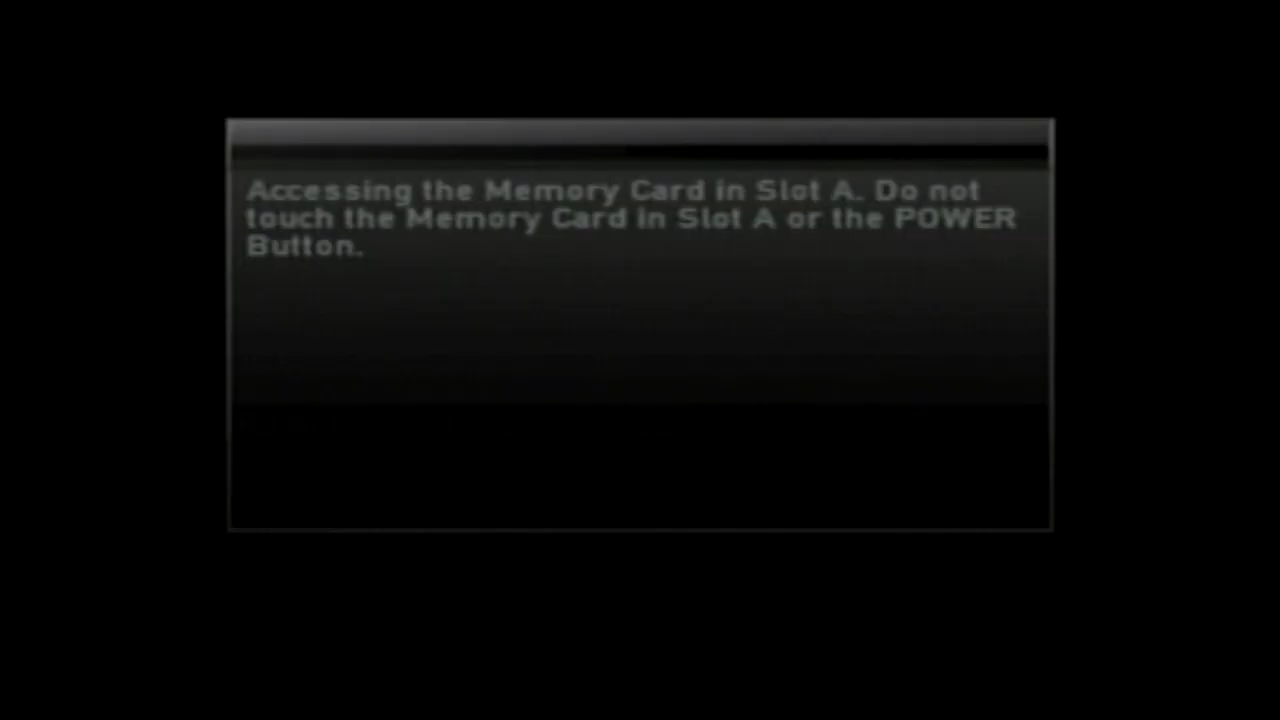 Accessing the Memory Card in Slot A. Do not
touch the Memory Card in Slot A or the POWER
Button.